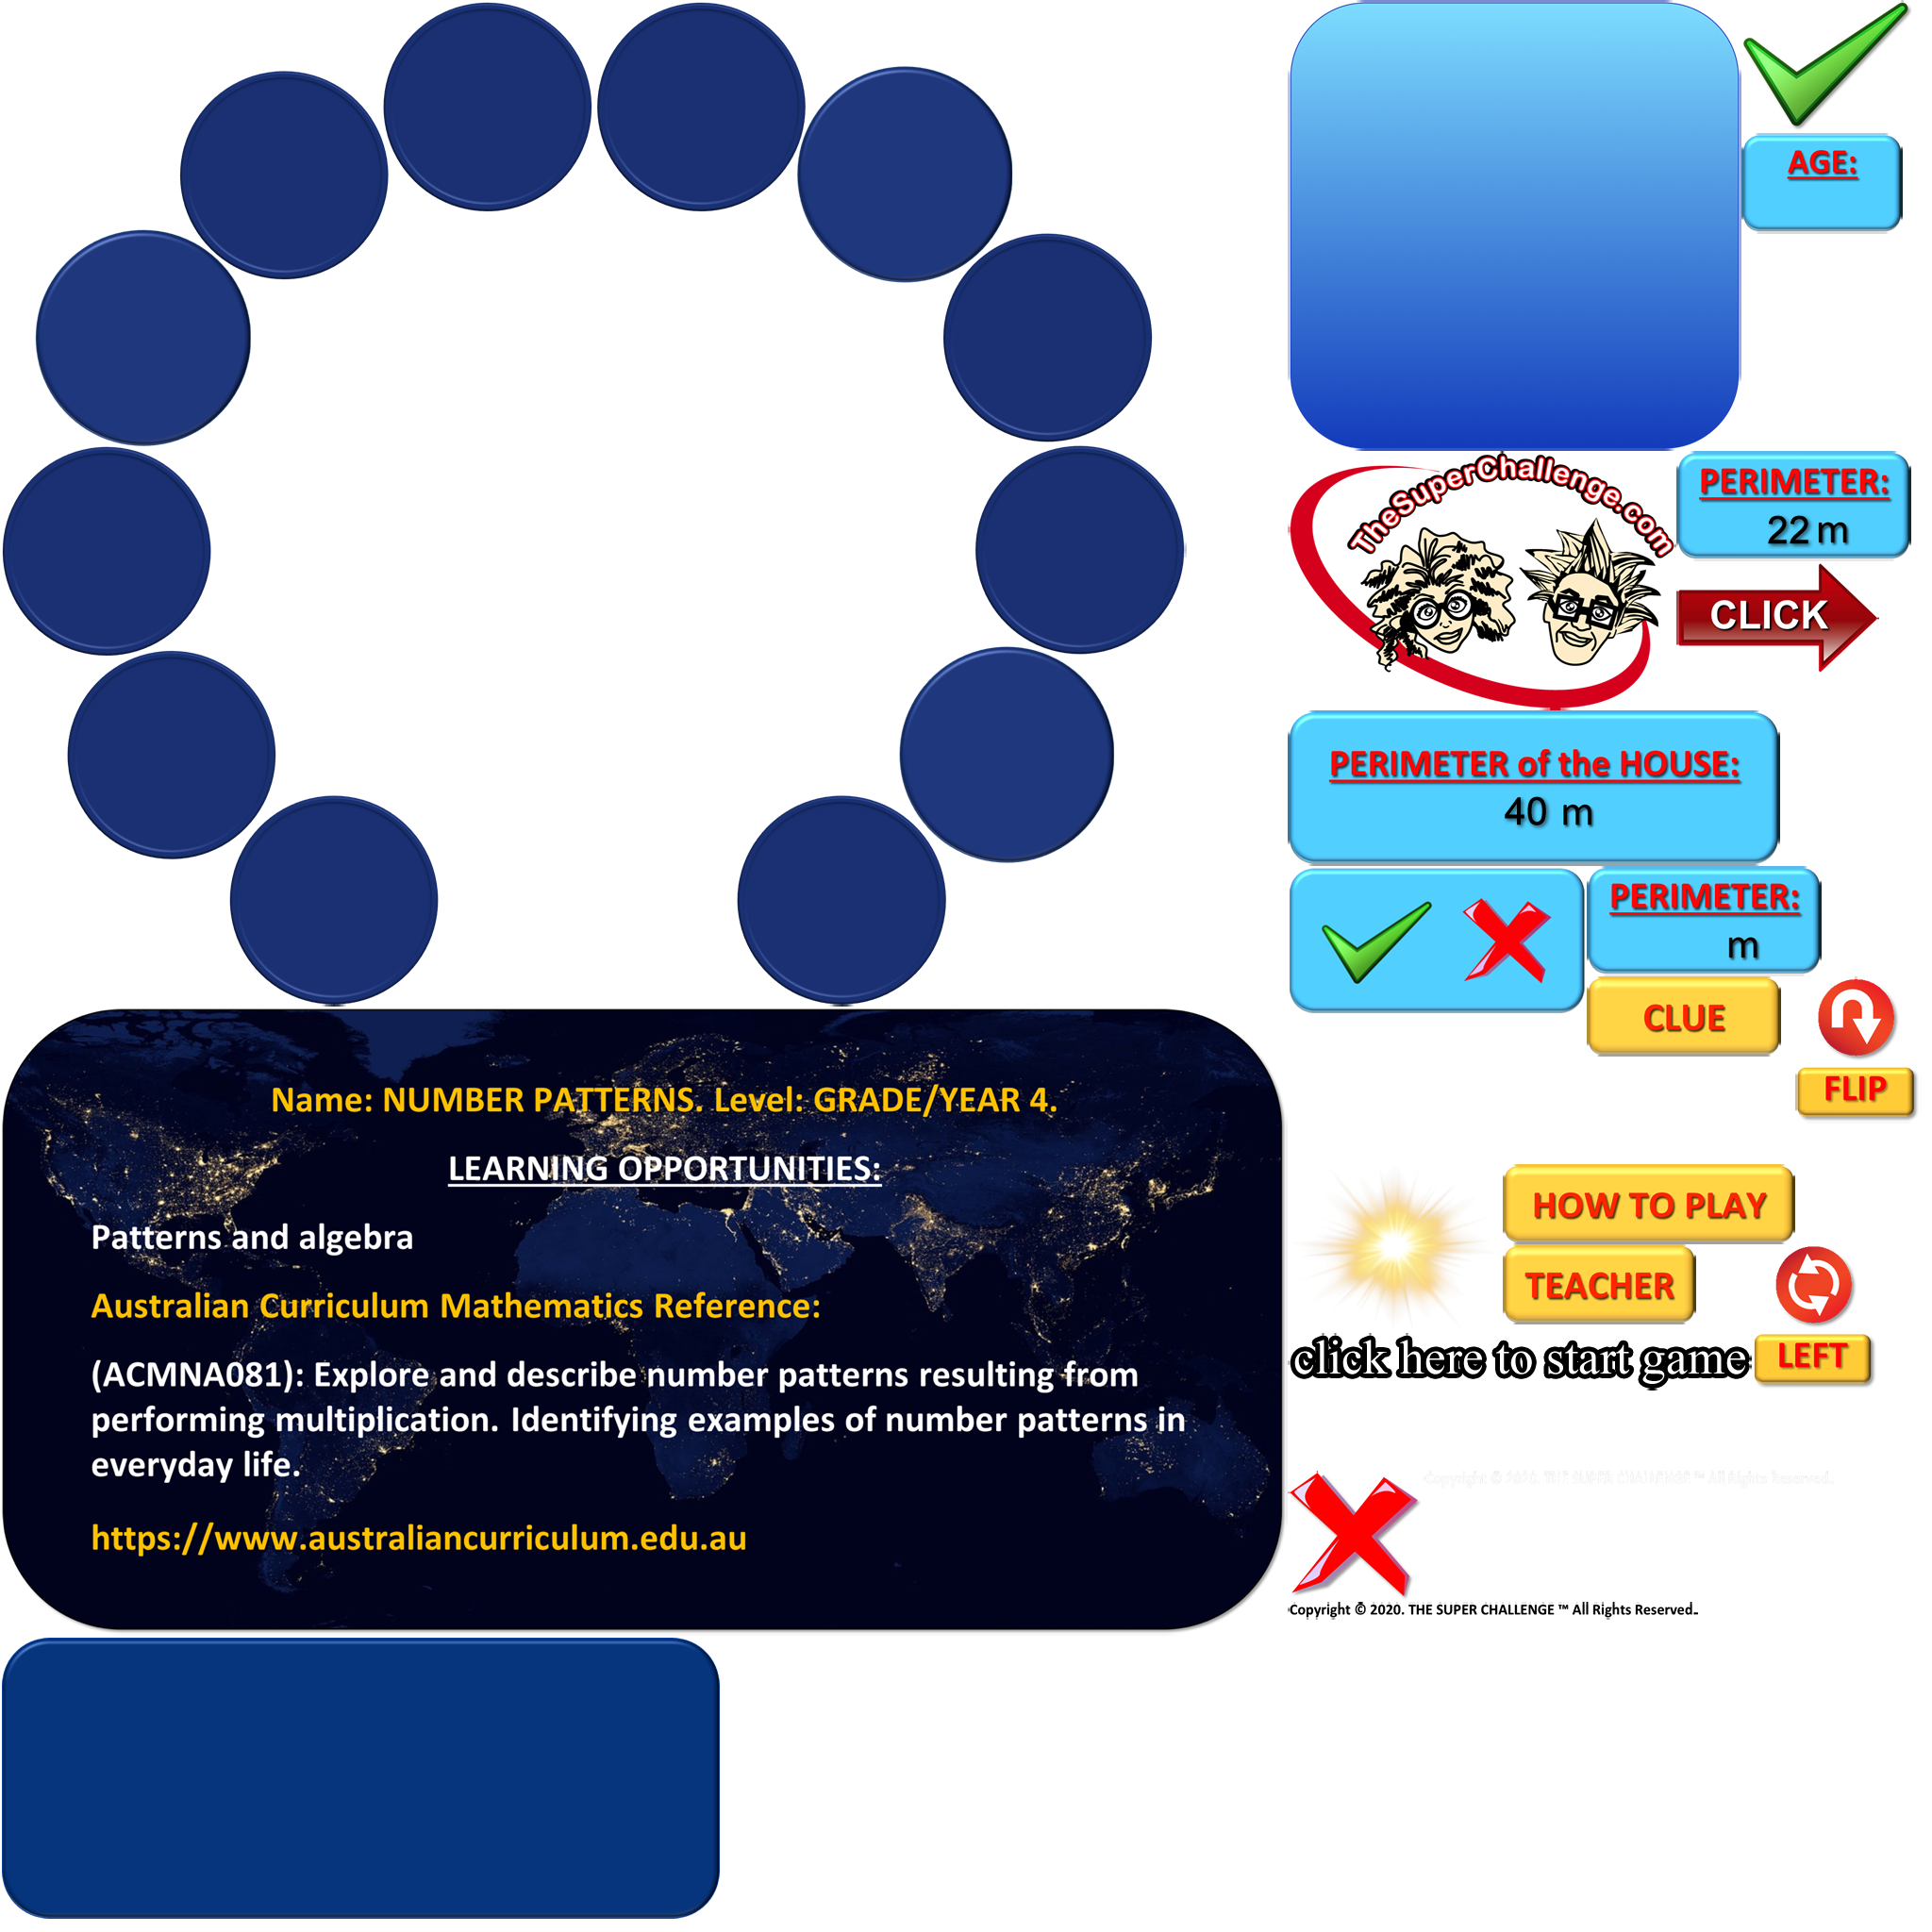 AGE:
TheSuperChallenge.com
PERIMETER:
22 m
CLICK
PERIMETER of the HOUSE:
40 m
PERIMETER:
m
CLUE
FLIP
Name: NUMBER PATTERNS. Level: GRADE/YEAR 4.
LEARNING OPPORTUNITIES:
Patterns and algebra
Australian Curriculum Mathematics Reference:
(ACMNA081): Explore and describe number patterns resulting from
performing multiplication. Identifying examples of number patterns in
everyday life.
https://www.australiancurriculum.edu.au
HOW TO PLAY
TEACHER
click here to start game
LEFT
Copyright © 2020. THE SUPER CHALLENGE ™ All Rights Reserved.
Copyright © 2020. THE SUPER CHALLENGE ™ All Rights Reserved.